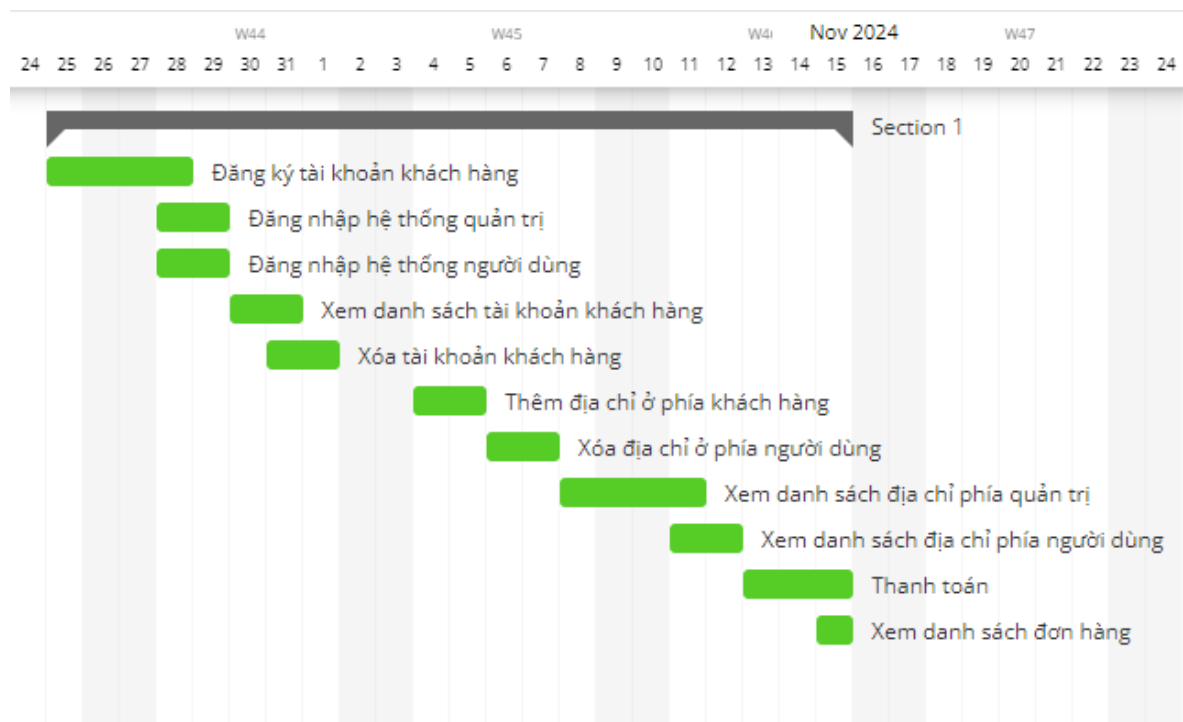 W44 W45 W4 Nov 2024 W47
24 25 26 27 28 29 30 31 1 2 3 4 5 6 7 8 9 10 11 12 13 14 15 16 17 18 19 20 21 22 23 24
Section 1
Đăng ký tài khoản khách hàng
Đăng nhập hệ thống quản trị
Đăng nhập hệ thống người dùng
Xem danh sách tài khoản khách hàng
Xóa tài khoản khách hàng
Thêm địa chỉ ở phía khách hàng
Xóa địa chỉ ở phía người dùng
Xem danh sách địa chỉ phía quản trị
Xem danh sách địa chỉ phía người dùng
Thanh toán
Xem danh sách đơn hàng